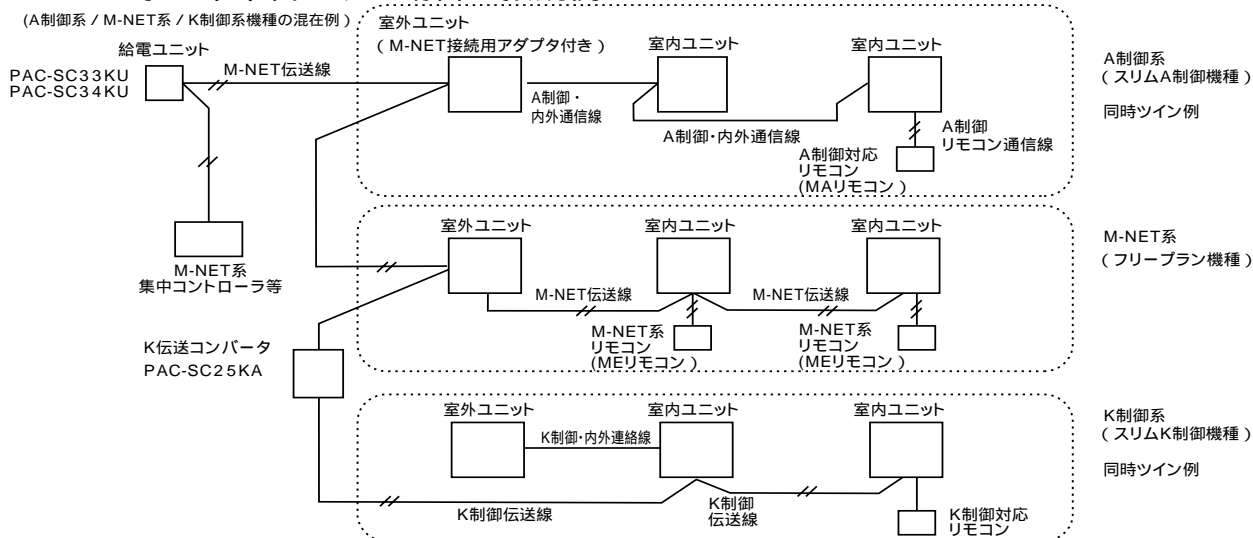 (A制御系 / M-NET系 / K制御系機種の混在例 )
給電ユニット
PAC-SC33KU
PAC-SC34KU
M-NET伝送線
M-NET系
集中コントローラ等
室外ユニット
( M-NET接続用アダプタ付き )
室内ユニット
室内ユニット
A制御・
内外通信線
A制御・内外通信線
A制御
リモコン通信線
A制御対応
リモコン
(MAリモコン )
A制御系
( スリムA制御機種 )
同時ツイン例
室外ユニット
室内ユニット
室内ユニット
M-NET伝送線
M-NET伝送線
M-NET系
リモコン
(MEリモコン )
M-NET系
リモコン
(MEリモコン )
M-NET系
( フリープラン機種 )
K伝送コンバータ
PAC-SC25KA
室外ユニット
室内ユニット
室内ユニット
K制御・内外連絡線
K制御伝送線
K制御
伝送線
K制御対応
リモコン
K制御系
( スリムK制御機種 )
同時ツイン例